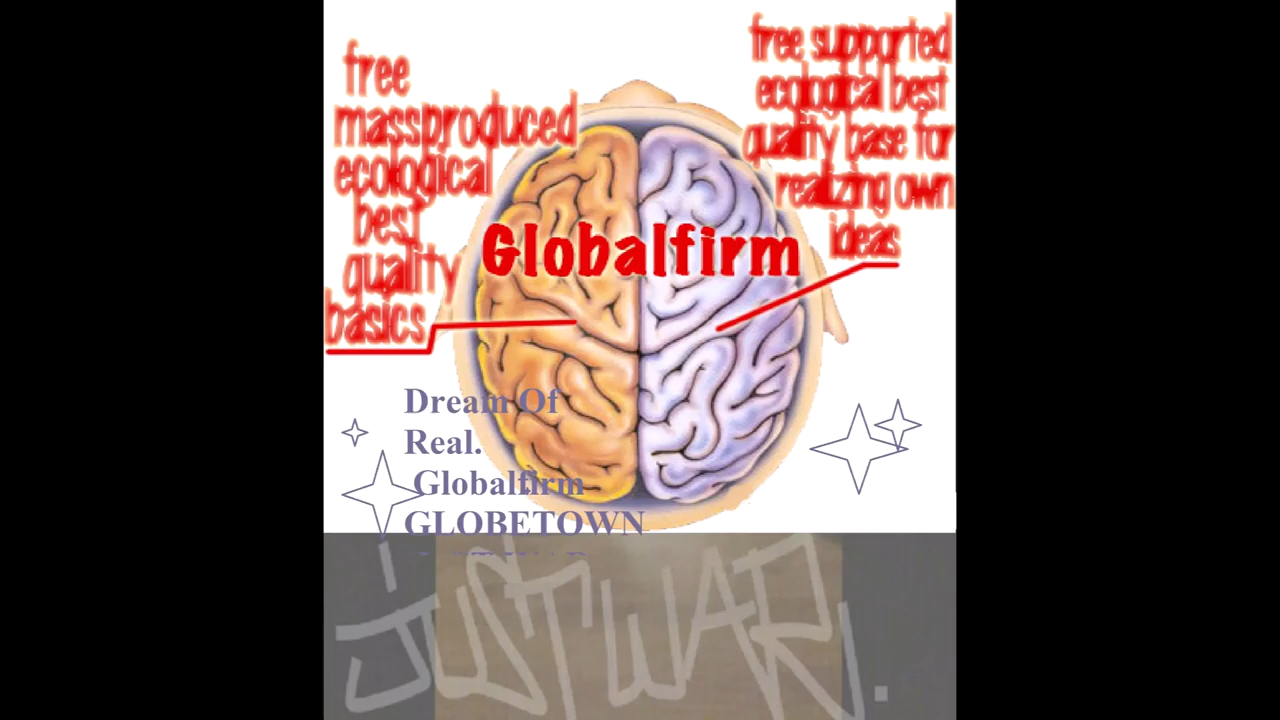 free
massproduced
ecological
best
quality
basics
free supported
ecological best
quality base for
realizing own
ideas
Globalfirm
Dream Of
Real.
Globalfirm
GLOBETOWN
JUST WAR.